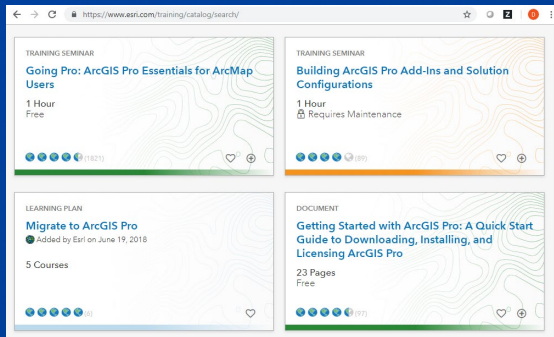 https://www.esri.com/training/catalog/search/
Z
TRAINING SEMINAR
Going Pro: ArcGIS Pro Essentials for ArcMap
Users
1 Hour
Free
(1821)
TRAINING SEMINAR
Building ArcGIS Pro Add-Ins and Solution
Configurations
1 Hour
Requires Maintenance
(89)
LEARNING PLAN
Migrate to ArcGIS Pro
Added by Esri on June 19, 2018
5 Courses
(8)
DOCUMENT
Getting Started with ArcGIS Pro: A Quick Start
Guide to Downloading, Installing, and
Licensing ArcGIS Pro
23 Pages
Free
(97)